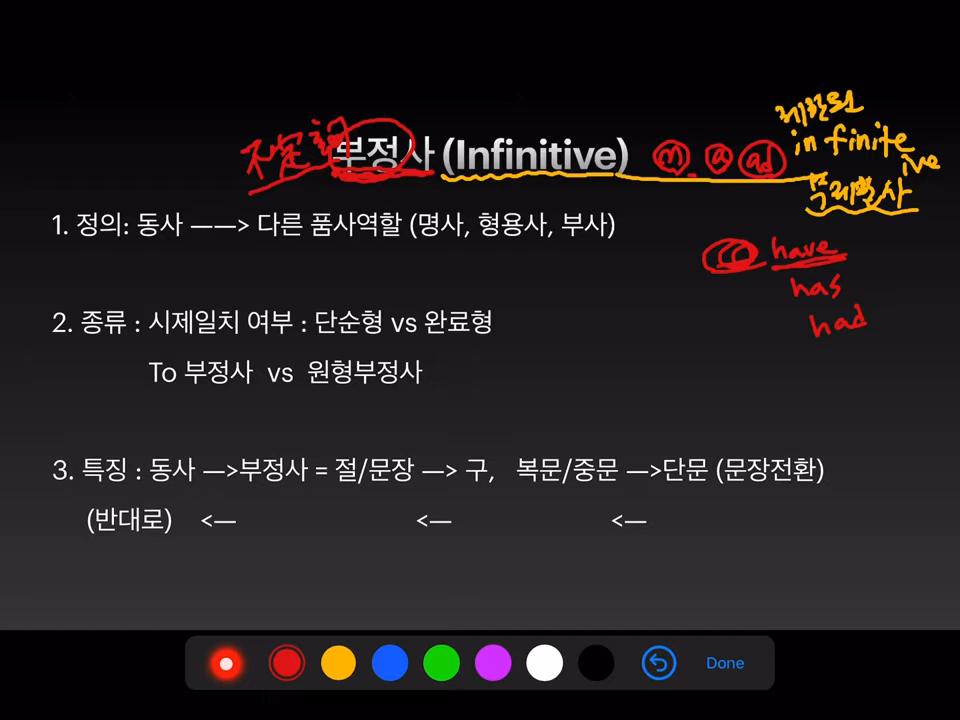 제한된
不定詞 부정사 (Infinitive) n a ad in finite
ive
무제한사
1. 정의: 동사 ——> 다른 품사역할 (명사, 형용사, 부사)
have
has
had
2. 종류 : 시제일치 여부 : 단순형 vs 완료형
To 부정사 vs 원형부정사
3. 특징 : 동사 —>부정사 = 절/문장 —> 구, 복문/중문 —>단문 (문장전환)
(반대로) <— <— <—
Done